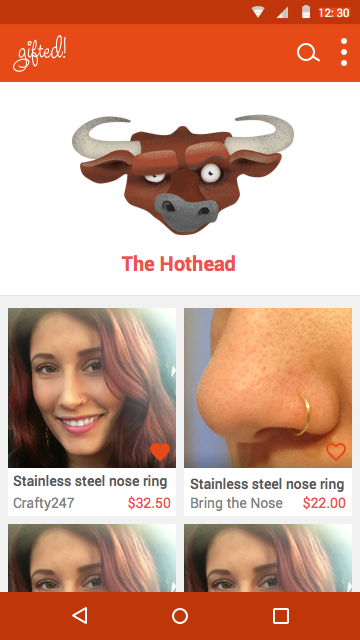 12:30
gifted!
The Hothead
Stainless steel nose ring
Crafty247 $32.50
Stainless steel nose ring
Bring the Nose $22.00